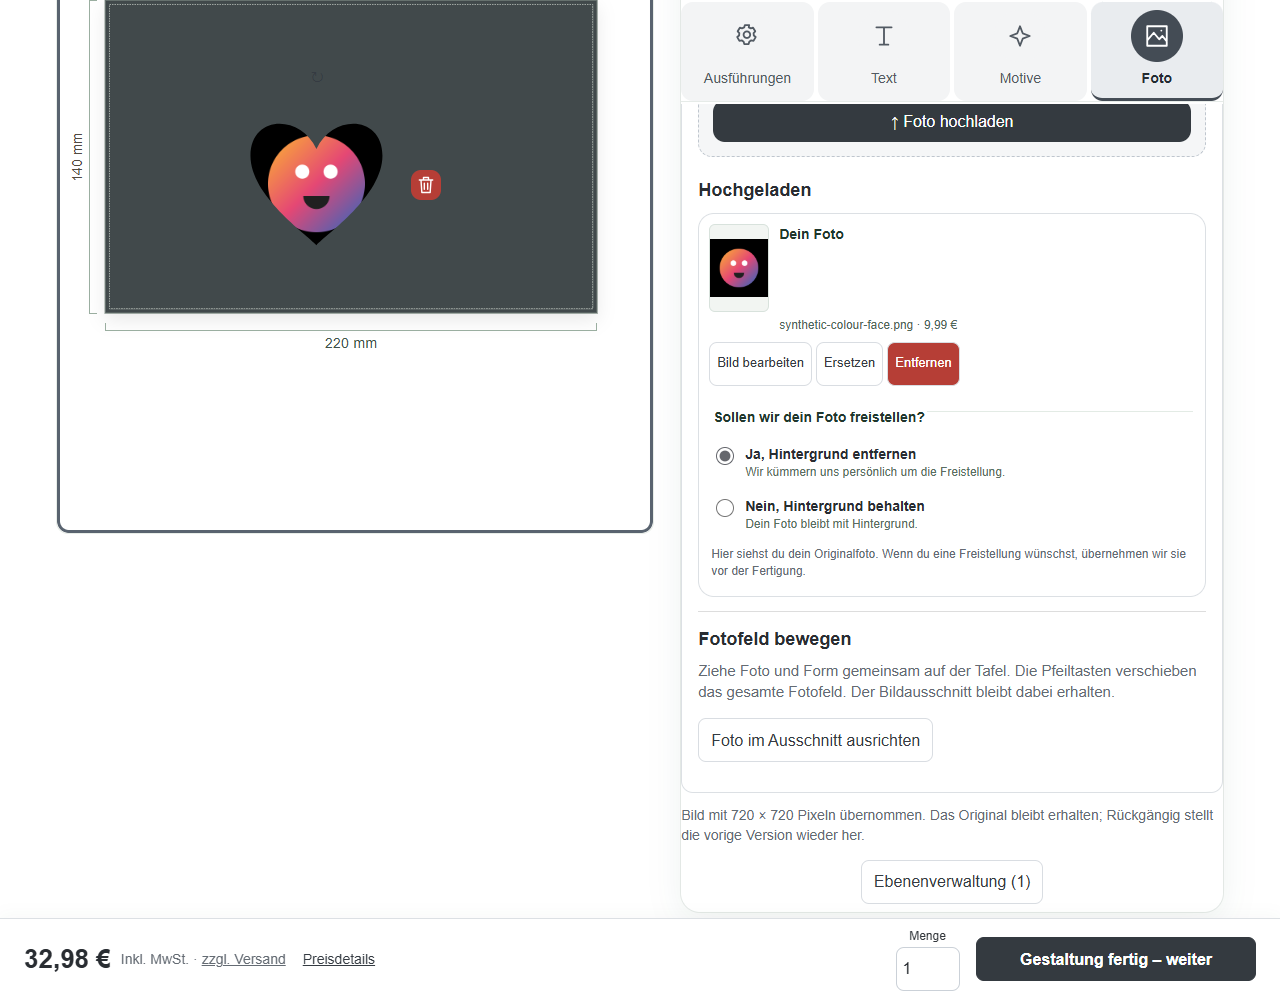 Ausführungen
Text
Motive
Foto
↑ Foto hochladen
140 mm
220 mm
Hochgeladen
Dein Foto
synthetic-colour-face.png · 9,99 €
Bild bearbeiten
Ersetzen
Entfernen
Sollen wir dein Foto freistellen?
Ja, Hintergrund entfernen
Wir kümmern uns persönlich um die Freistellung.
Nein, Hintergrund behalten
Dein Foto bleibt mit Hintergrund.
Hier siehst du dein Originalfoto. Wenn du eine Freistellung wünschst, übernehmen wir sie
vor der Fertigung.
Fotofeld bewegen
Ziehe Foto und Form gemeinsam auf der Tafel. Die Pfeiltasten verschieben
das gesamte Fotofeld. Der Bildausschnitt bleibt dabei erhalten.
Foto im Ausschnitt ausrichten
Bild mit 720 × 720 Pixeln übernommen. Das Original bleibt erhalten; Rückgängig stellt
die vorige Version wieder her.
Ebenenverwaltung (1)
32,98 € Inkl. MwSt. · zzgl. Versand Preisdetails
Menge
1
Gestaltung fertig – weiter